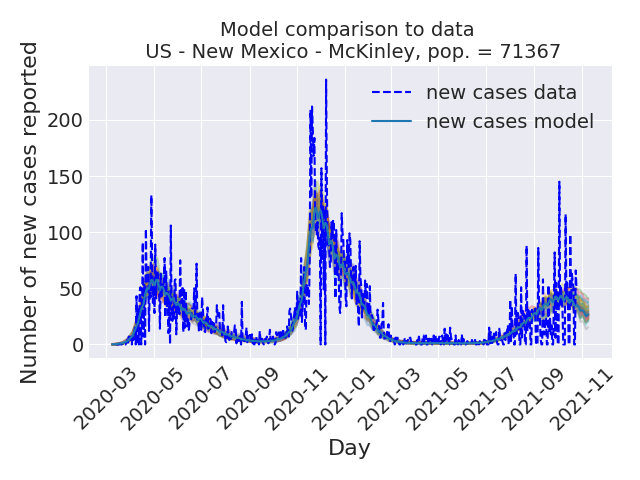 Model comparison to data
US - New Mexico - McKinley, pop. = 71367
Number of new cases reported
new cases data
new cases model
200
150
100
50
0
2020-03
2020-05
2020-07
2020-09
2020-11
2021-01
2021-03
2021-05
2021-07
2021-09
2021-11
Day